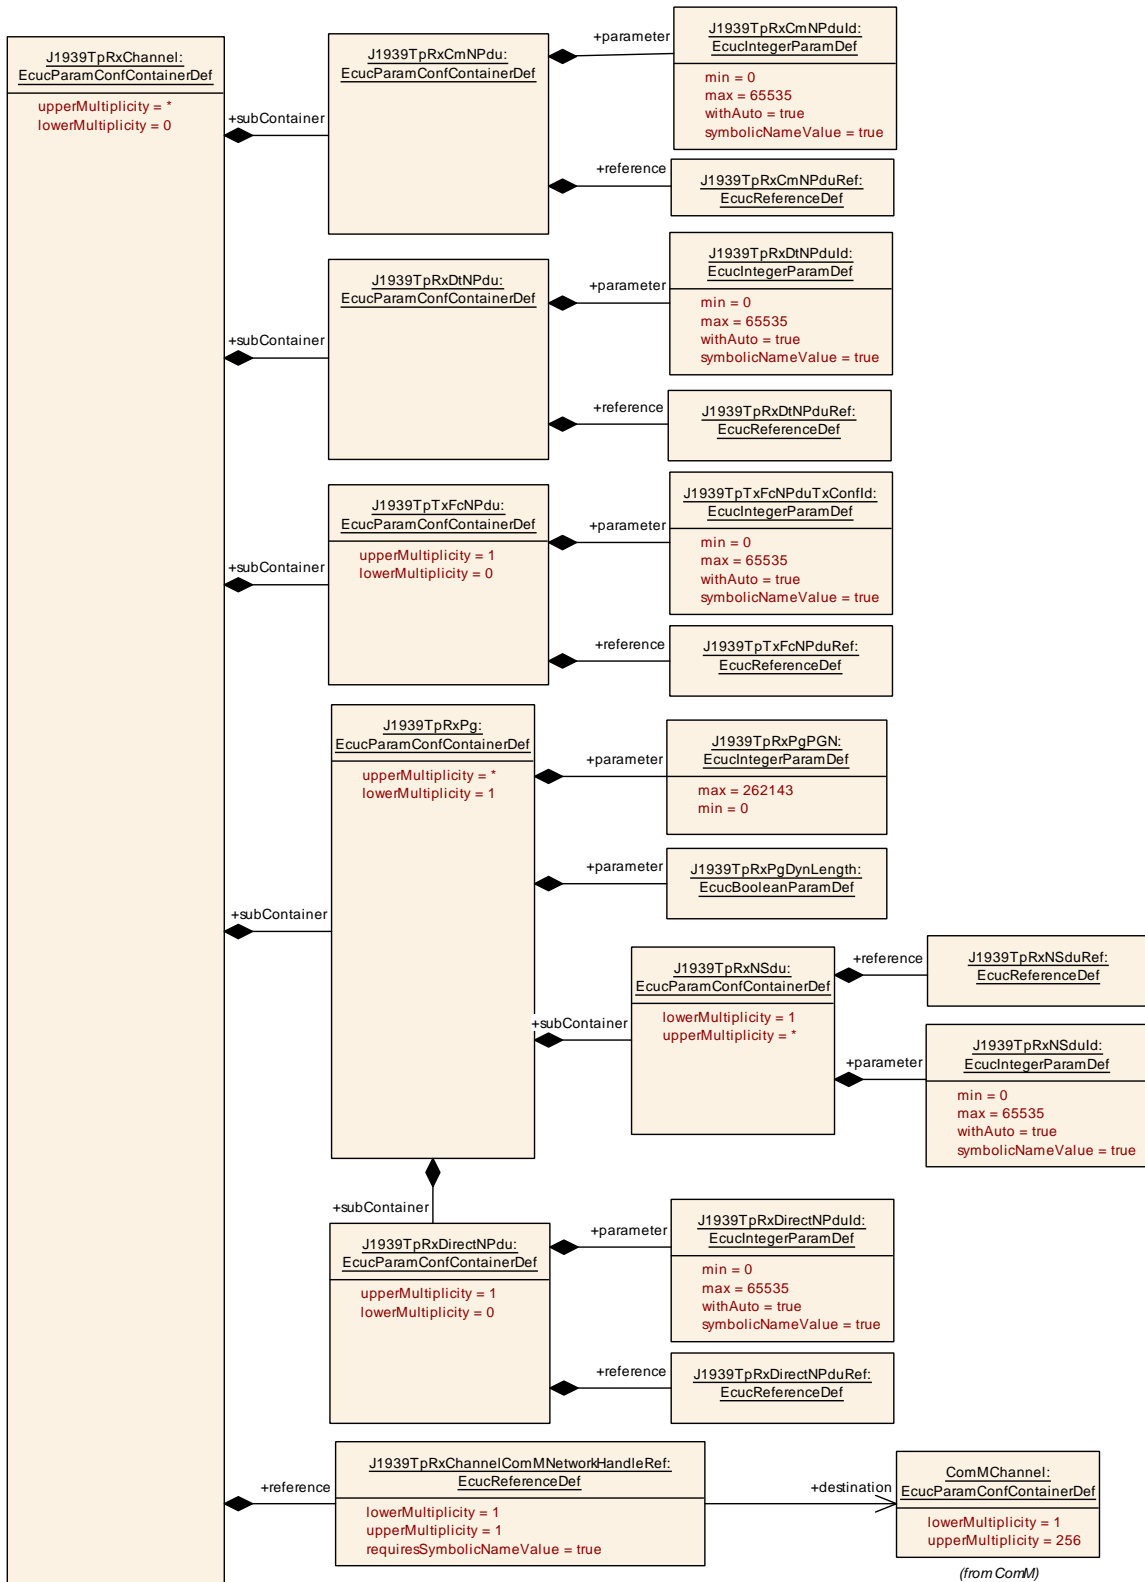 J1939TpRxChannel:
EcucParamConfContainerDef
upperMultiplicity = *
lowerMultiplicity = 0
+subContainer
J1939TpRxCmNPdu:
EcucParamConfContainerDef
+parameter
J1939TpRxCmNPduId:
EcucIntegerParamDef
min = 0
max = 65535
withAuto = true
symbolicNameValue = true
+reference
J1939TpRxCmNPduRef:
EcucReferenceDef
+subContainer
J1939TpRxDtNPdu:
EcucParamConfContainerDef
+parameter
J1939TpRxDtNPduId:
EcucIntegerParamDef
min = 0
max = 65535
withAuto = true
symbolicNameValue = true
+reference
J1939TpRxDtNPduRef:
EcucReferenceDef
+subContainer
J1939TpTxFcNPdu:
EcucParamConfContainerDef
upperMultiplicity = 1
lowerMultiplicity = 0
+parameter
J1939TpTxFcNPduTxConfId:
EcucIntegerParamDef
min = 0
max = 65535
withAuto = true
symbolicNameValue = true
+reference
J1939TpTxFcNPduRef:
EcucReferenceDef
+subContainer
J1939TpRxPg:
EcucParamConfContainerDef
upperMultiplicity = *
lowerMultiplicity = 1
+parameter
J1939TpRxPgPGN:
EcucIntegerParamDef
max = 262143
min = 0
+parameter
J1939TpRxPgDynLength:
EcucBooleanParamDef
+subContainer
J1939TpRxNSdu:
EcucParamConfContainerDef
lowerMultiplicity = 1
upperMultiplicity = *
+reference
J1939TpRxNSduRef:
EcucReferenceDef
+parameter
J1939TpRxNSduId:
EcucIntegerParamDef
min = 0
max = 65535
withAuto = true
symbolicNameValue = true
+subContainer
J1939TpRxDirectNPdu:
EcucParamConfContainerDef
upperMultiplicity = 1
lowerMultiplicity = 0
+parameter
J1939TpRxDirectNPduId:
EcucIntegerParamDef
min = 0
max = 65535
withAuto = true
symbolicNameValue = true
+reference
J1939TpRxDirectNPduRef:
EcucReferenceDef
+reference
J1939TpRxChannelComMNetworkHandleRef:
EcucReferenceDef
lowerMultiplicity = 1
upperMultiplicity = 1
requiresSymbolicNameValue = true
+destination
ComMChannel:
EcucParamConfContainerDef
lowerMultiplicity = 1
upperMultiplicity = 256
(from ComM)